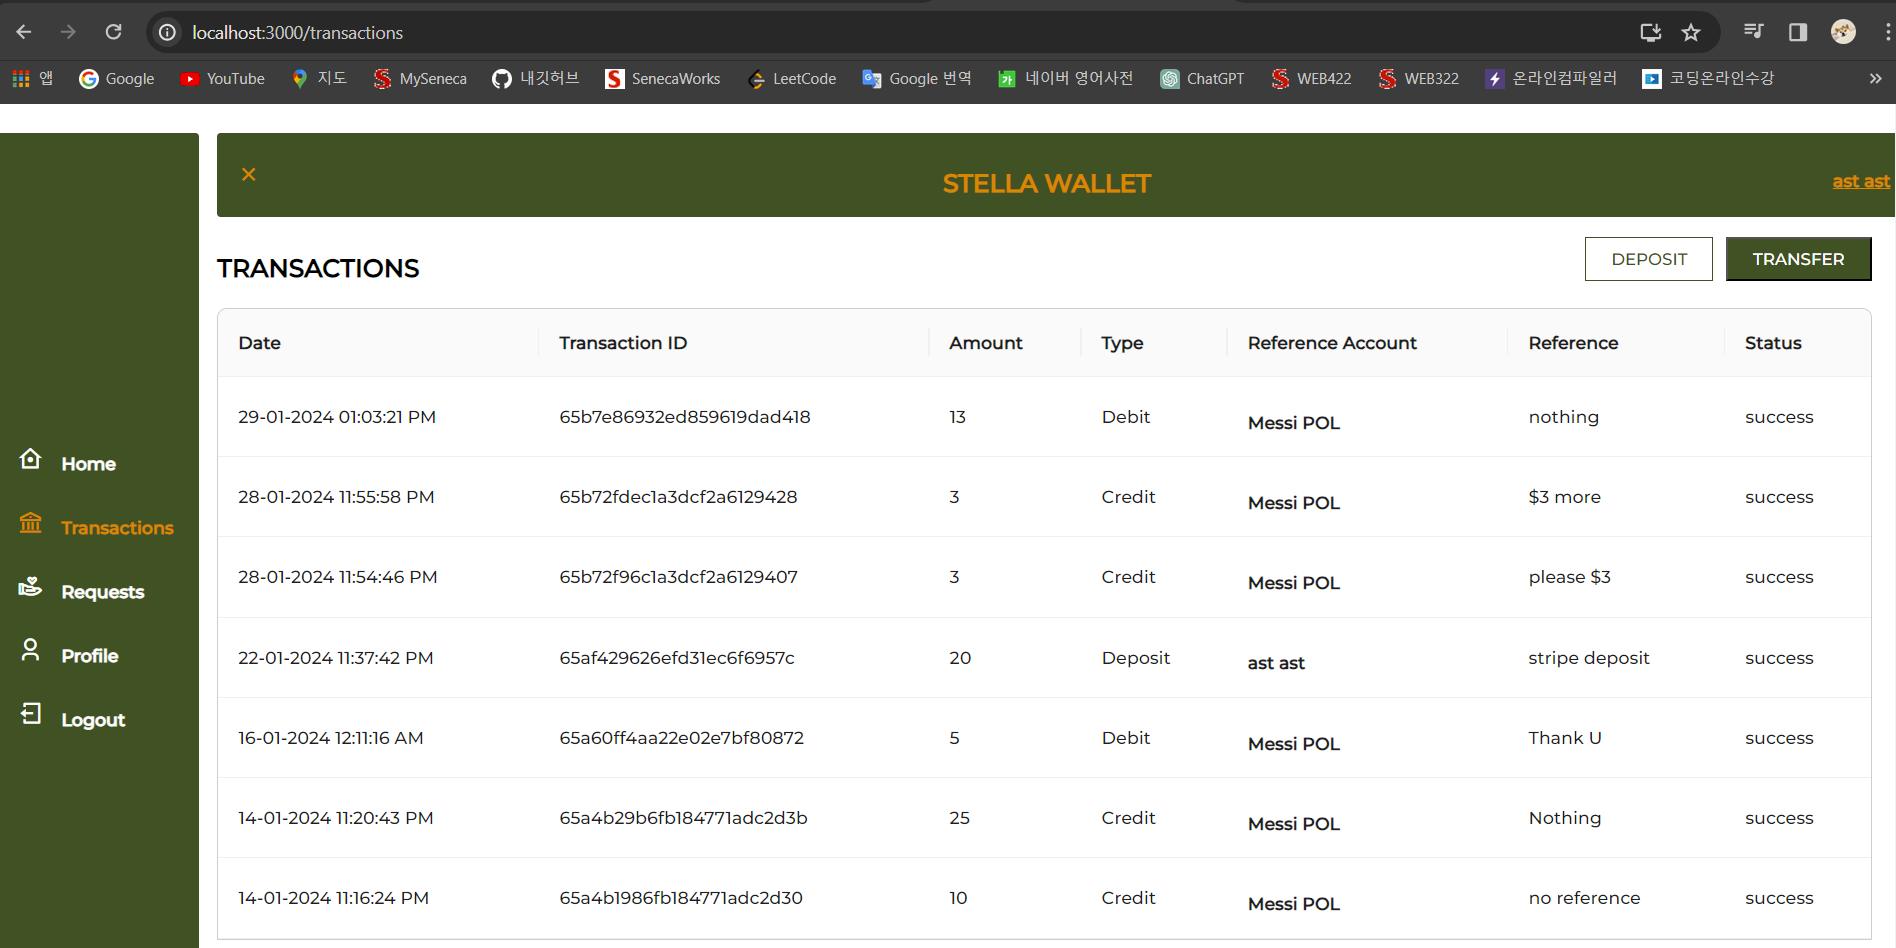 localhost:3000/transactions
앱 Google YouTube 지도 MySeneca 내깃허브 SenecaWorks LeetCode Google 번역 네이버 영어사전 ChatGPT WEB422 WEB322 온라인컴파일러 코딩온라인수강 »
STELLA WALLET ast ast
TRANSACTIONS DEPOSIT TRANSFER
Home
Transactions
Requests
Profile
Logout
Date Transaction ID Amount Type Reference Account Reference Status
29-01-2024 01:03:21 PM 65b7e86932ed859619dad418 13 Debit Messi POL nothing success
28-01-2024 11:55:58 PM 65b72fdec1a3dcf2a6129428 3 Credit Messi POL $3 more success
28-01-2024 11:54:46 PM 65b72f96c1a3dcf2a6129407 3 Credit Messi POL please $3 success
22-01-2024 11:37:42 PM 65af429626efd31ec6f6957c 20 Deposit ast ast stripe deposit success
16-01-2024 12:11:16 AM 65a60ff4aa22e02e7bf80872 5 Debit Messi POL Thank U success
14-01-2024 11:20:43 PM 65a4b29b6fb184771adc2d3b 25 Credit Messi POL Nothing success
14-01-2024 11:16:24 PM 65a4b1986fb184771adc2d30 10 Credit Messi POL no reference success